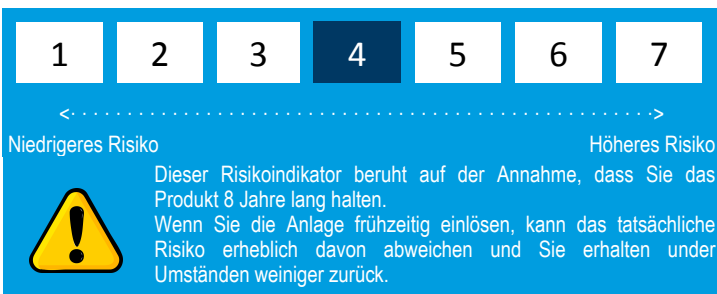 1 2 3 4 5 6 7
<· · · · · · · · · · · · · · · · · · · · · · · · · · · · · · · · · · · · · · · · · · · · · · · · · · · ·>
Niedrigeres Risiko Höheres Risiko
Dieser Risikoindikator beruht auf der Annahme, dass Sie das
Produkt 8 Jahre lang halten.
Wenn Sie die Anlage frühzeitig einlösen, kann das tatsächliche
Risiko erheblich davon abweichen und Sie erhalten under
Umständen weiniger zurück.